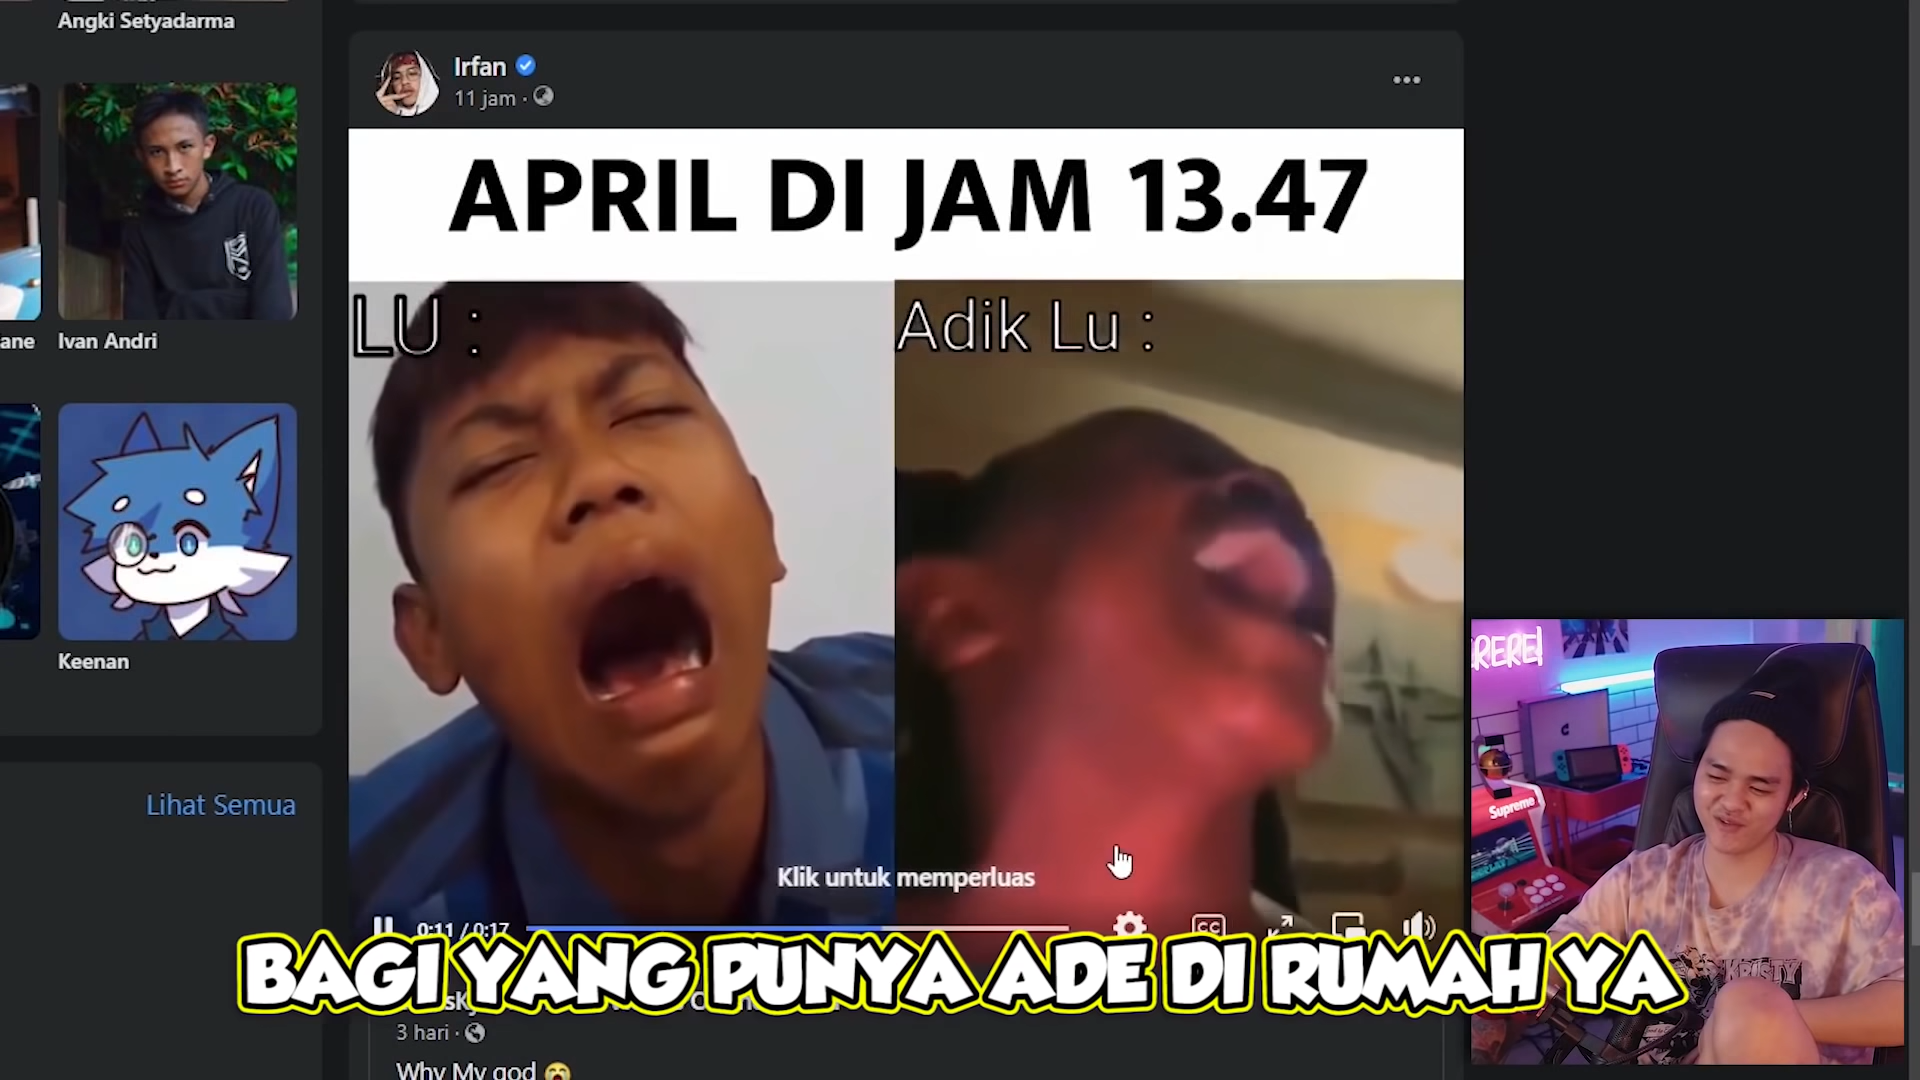 Angki Setyadarma
Irfan
11 jam
APRIL DI JAM 13.47
LU :
Adik Lu :
ane
Ivan Andri
Keenan
RERE!
Supreme
Lihat Semua
Klik untuk memperluas
0:11 / 0:17
CC
BAGI YANG PUNYA ADE DI RUMAH YA
KRISTY
3 hari
Why My god